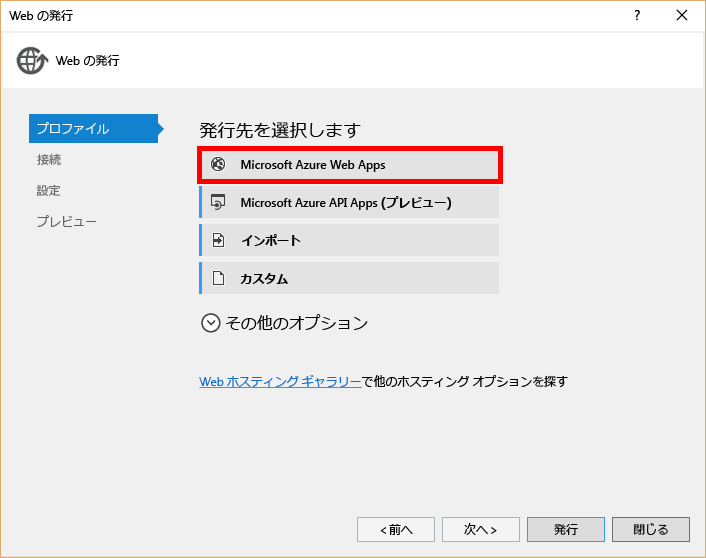 Web の発行
?
Web の発行
プロファイル
接続
設定
プレビュー
発行先を選択します
Microsoft Azure Web Apps
Microsoft Azure API Apps (プレビュー)
インポート
カスタム
その他のオプション
Web ホスティング ギャラリーで他のホスティング オプションを探す
< 前へ
次へ >
発行
閉じる